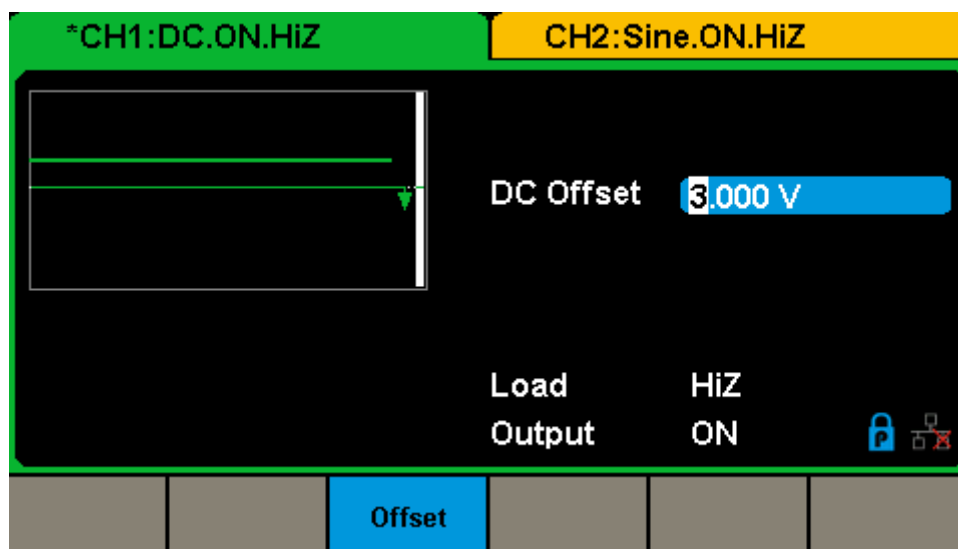 *CH1:DC.ON.HiZ
CH2:Sine.ON.HiZ
DC Offset 3.000 V
Load HiZ
Output ON
P
Offset